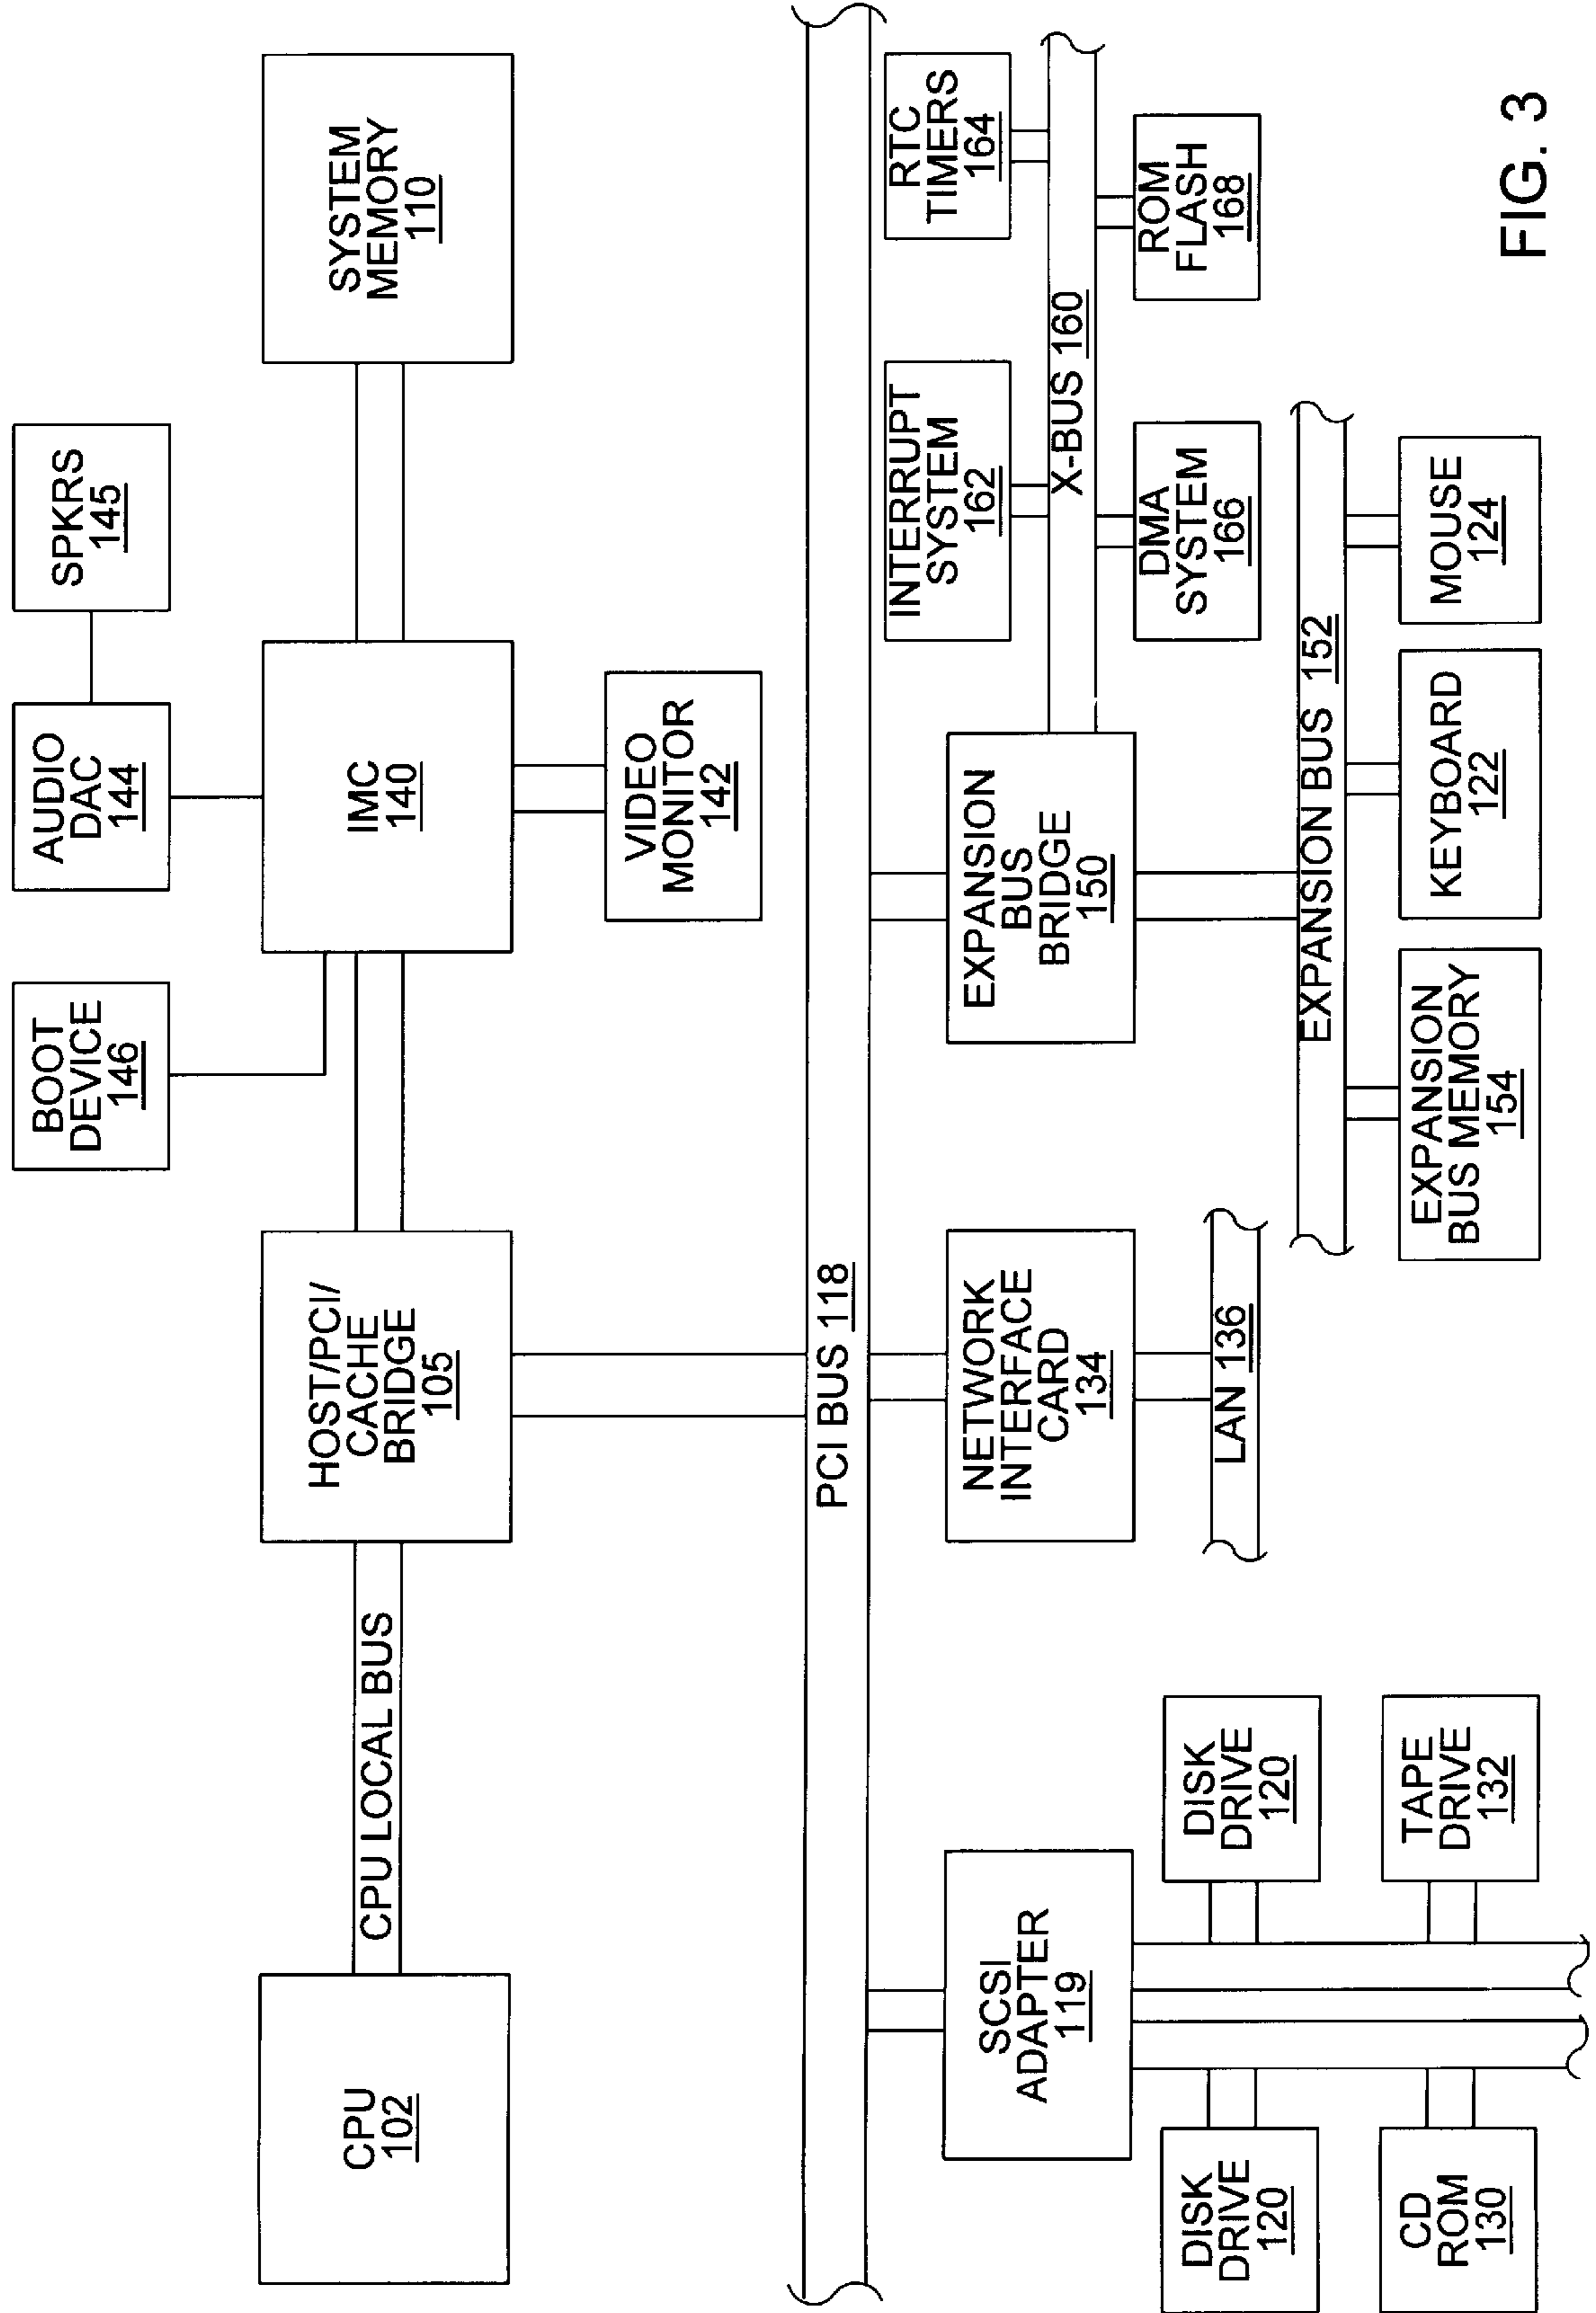 BOOT
DEVICE
146
AUDIO
DAC
144
SPKRS
145
CPU
102
CPU LOCAL BUS
HOST/PCI/
CACHE
BRIDGE
105
IMC
140
SYSTEM
MEMORY
110
VIDEO
MONITOR
142
PCI BUS 118
SCSI
ADAPTER
119
NETWORK
INTERFACE
CARD
134
EXPANSION
BUS
BRIDGE
150
INTERRUPT
SYSTEM
162
RTC
TIMERS
164
X-BUS 160
DMA
SYSTEM
166
ROM
FLASH
168
DISK
DRIVE
120
DISK
DRIVE
120
LAN 136
EXPANSION BUS 152
CD
ROM
130
TAPE
DRIVE
132
EXPANSION
BUS MEMORY
154
KEYBOARD
122
MOUSE
124
FIG. 3